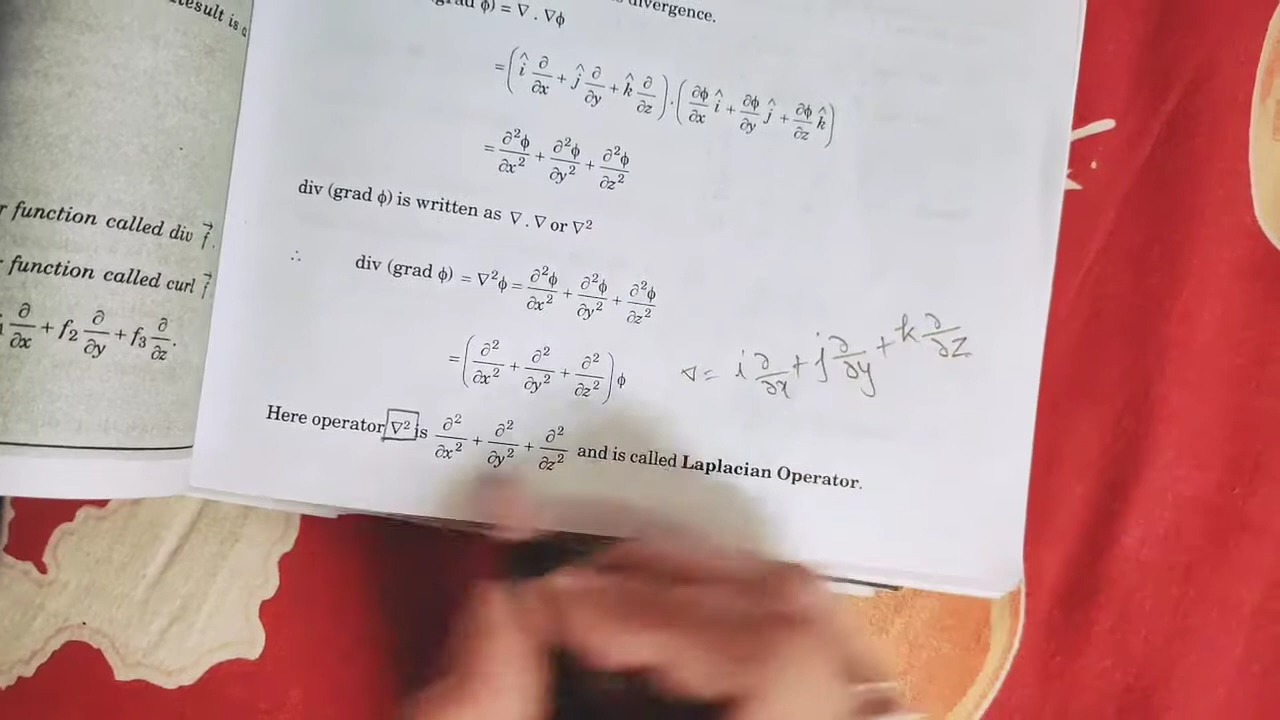 Result is
r function called div f⃗.
r function called curl f⃗
∂/∂x + f₂ ∂/∂y + f₃ ∂/∂z.
divergence.
φ) = ∇ . ∇φ
= (î ∂/∂x + ĵ ∂/∂y + k̂ ∂/∂z) . (∂φ/∂x î + ∂φ/∂y ĵ + ∂φ/∂z k̂)
= ∂²φ/∂x² + ∂²φ/∂y² + ∂²φ/∂z²
div (grad φ) is written as ∇ . ∇ or ∇²
∴ div (grad φ) = ∇²φ = ∂²φ/∂x² + ∂²φ/∂y² + ∂²φ/∂z²
= (∂²/∂x² + ∂²/∂y² + ∂²/∂z²) φ
∇ = i ∂/∂x + j ∂/∂y + k ∂/∂z
Here operator ∇² is ∂²/∂x² + ∂²/∂y² + ∂²/∂z² and is called Laplacian Operator.